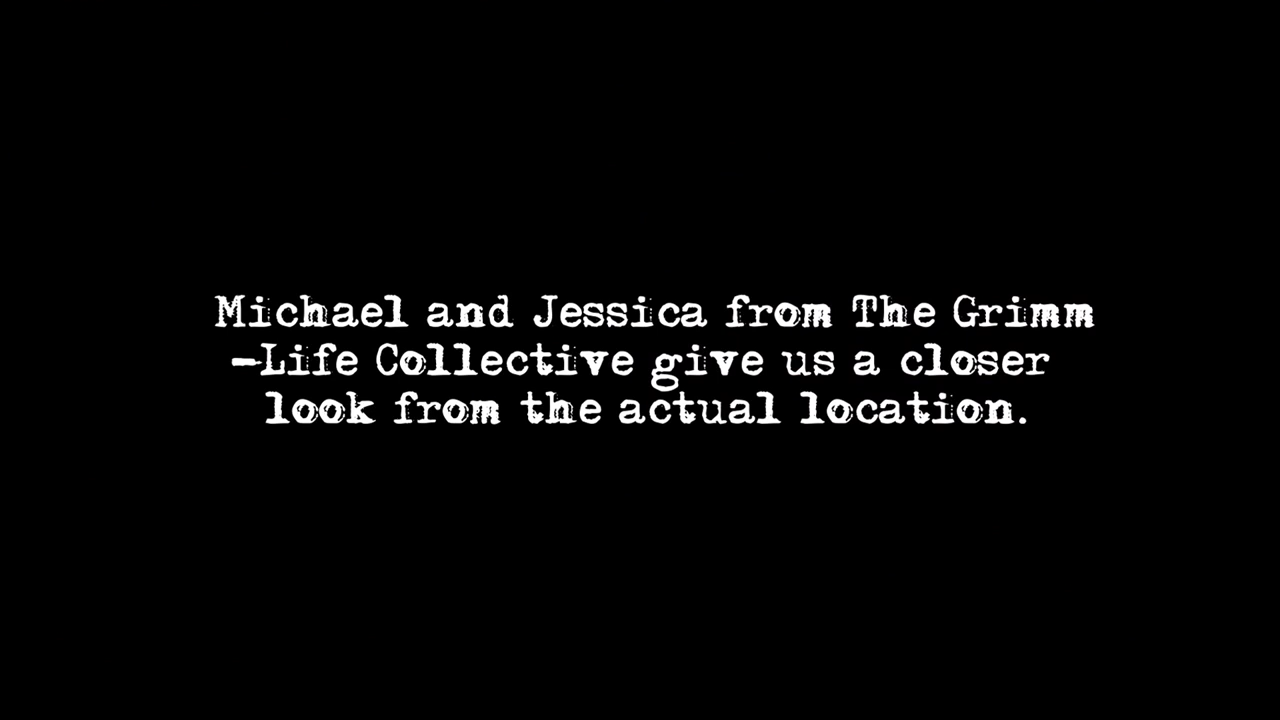 Michael and Jessica from The Grimm
-Life Collective give us a closer
look from the actual location.